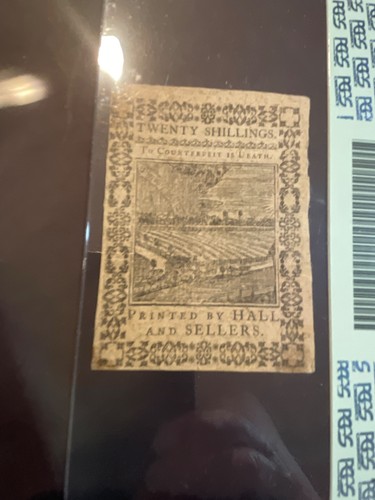 TWENTY SHILLINGS.
To Counterfeit is Death.
PRINTED BY HALL
AND SELLERS.